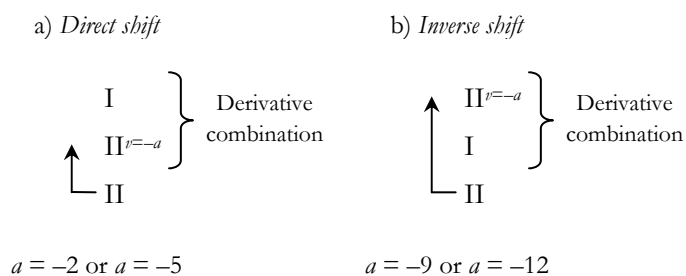 a) Direct shift
I
II^v=–a
II
Derivative
combination
a = –2 or a = –5
b) Inverse shift
II^v=–a
I
II
Derivative
combination
a = –9 or a = –12